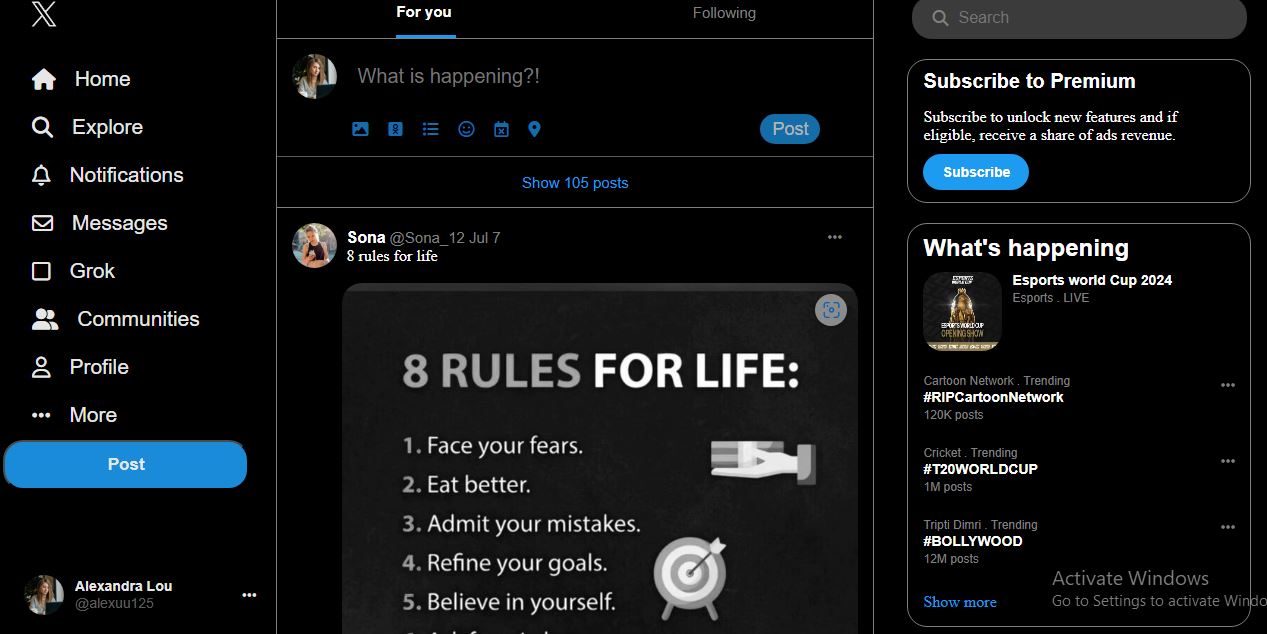 Home
Explore
Notifications
Messages
Grok
Communities
Profile
More
Post
Alexandra Lou
@alexuu125
For you
Following
What is happening?!
Post
Show 105 posts
Sona @Sona_12 Jul 7
8 rules for life
8 RULES FOR LIFE:
1. Face your fears.
2. Eat better.
3. Admit your mistakes.
4. Refine your goals.
5. Believe in yourself.
Search
Subscribe to Premium
Subscribe to unlock new features and if
eligible, receive a share of ads revenue.
Subscribe
What's happening
ESPORTS WORLD CUP
OPENING SHOW
Esports world Cup 2024
Esports . LIVE
Cartoon Network . Trending
#RIPCartoonNetwork
120K posts
Cricket . Trending
#T20WORLDCUP
1M posts
Tripti Dimri . Trending
#BOLLYWOOD
12M posts
Show more
Activate Windows
Go to Settings to activate Windo